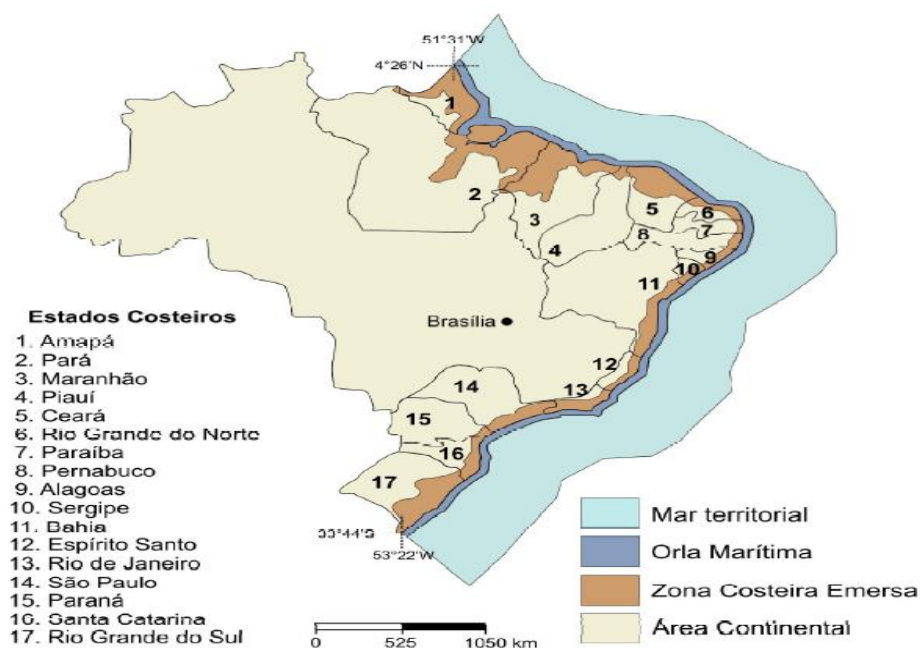 51°31'W
4°26'N
1
2
3
4
5
6
7
8
9
10
11
Brasília
12
13
14
15
16
17
33°44'S
53°22'W
Estados Costeiros
1. Amapá
2. Pará
3. Maranhão
4. Piauí
5. Ceará
6. Rio Grande do Norte
7. Paraíba
8. Pernabuco
9. Alagoas
10. Sergipe
11. Bahia
12. Espírito Santo
13. Rio de Janeiro
14. São Paulo
15. Paraná
16. Santa Catarina
17. Rio Grande do Sul
Mar territorial
Orla Marítima
Zona Costeira Emersa
Área Continental
0 525 1050 km